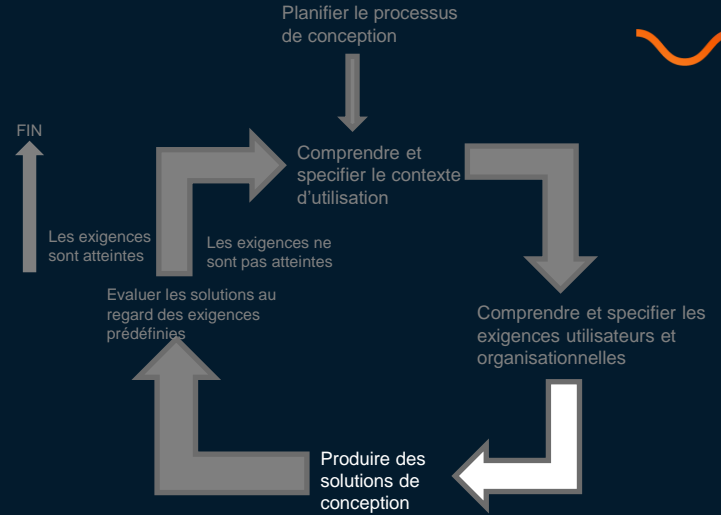 Planifier le processus
de conception
FIN
Comprendre et
specifier le contexte
d'utilisation
Les exigences
sont atteintes
Les exigences ne
sont pas atteintes
Evaluer les solutions au
regard des exigences
prédéfinies
Comprendre et specifier les
exigences utilisateurs et
organisationnelles
Produire des
solutions de
conception